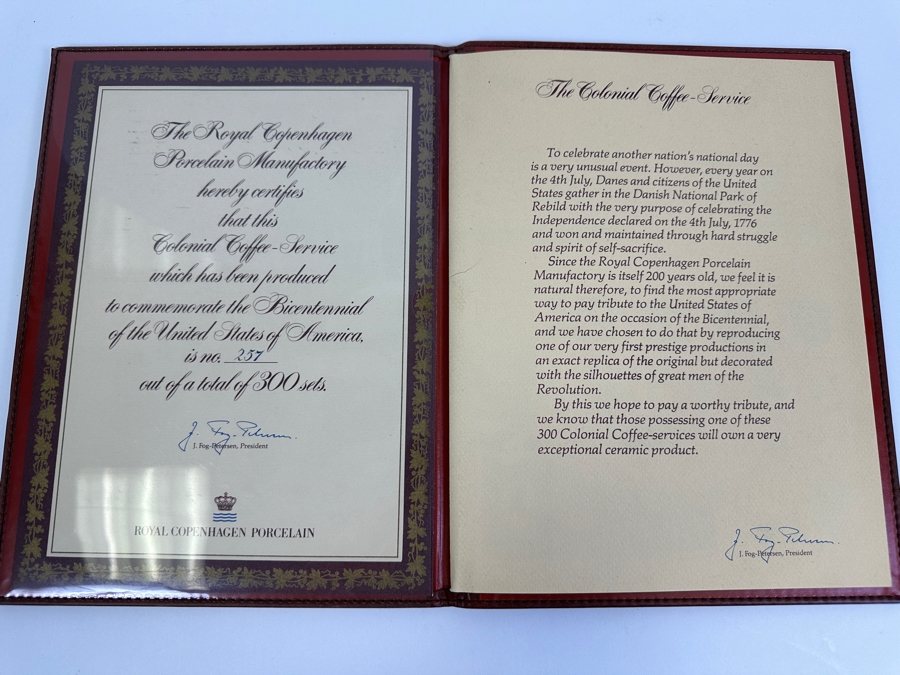 The Royal Copenhagen
Porcelain Manufactory
hereby certifies
that this
Colonial Coffee-Service
which has been produced
to commemorate the Bicentennial
of the United States of America,
is no. 257
out of a total of 300 sets.
J. Fog-Petersen.
J. Fog-Petersen, President
ROYAL COPENHAGEN PORCELAIN
The Colonial Coffee-Service
To celebrate another nation's national day
is a very unusual event. However, every year on
the 4th July, Danes and citizens of the United
States gather in the Danish National Park of
Rebild with the very purpose of celebrating the
Independence declared on the 4th July, 1776
and won and maintained through hard struggle
and spirit of self-sacrifice.
Since the Royal Copenhagen Porcelain
Manufactory is itself 200 years old, we feel it is
natural therefore, to find the most appropriate
way to pay tribute to the United States of
America on the occasion of the Bicentennial,
and we have chosen to do that by reproducing
one of our very first prestige productions in
an exact replica of the original but decorated
with the silhouettes of great men of the
Revolution.
By this we hope to pay a worthy tribute, and
we know that those possessing one of these
300 Colonial Coffee-services will own a very
exceptional ceramic product.
J. Fog-Petersen.
J. Fog-Petersen, President